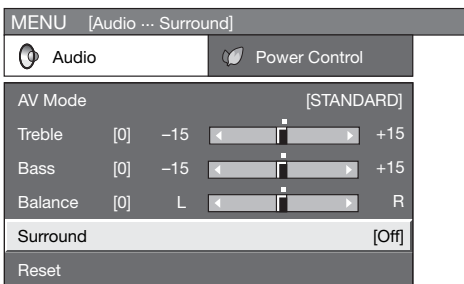 MENU [Audio ... Surround]
Audio Power Control
AV Mode [STANDARD]
Treble [0] –15 +15
Bass [0] –15 +15
Balance [0] L R
Surround [Off]
Reset